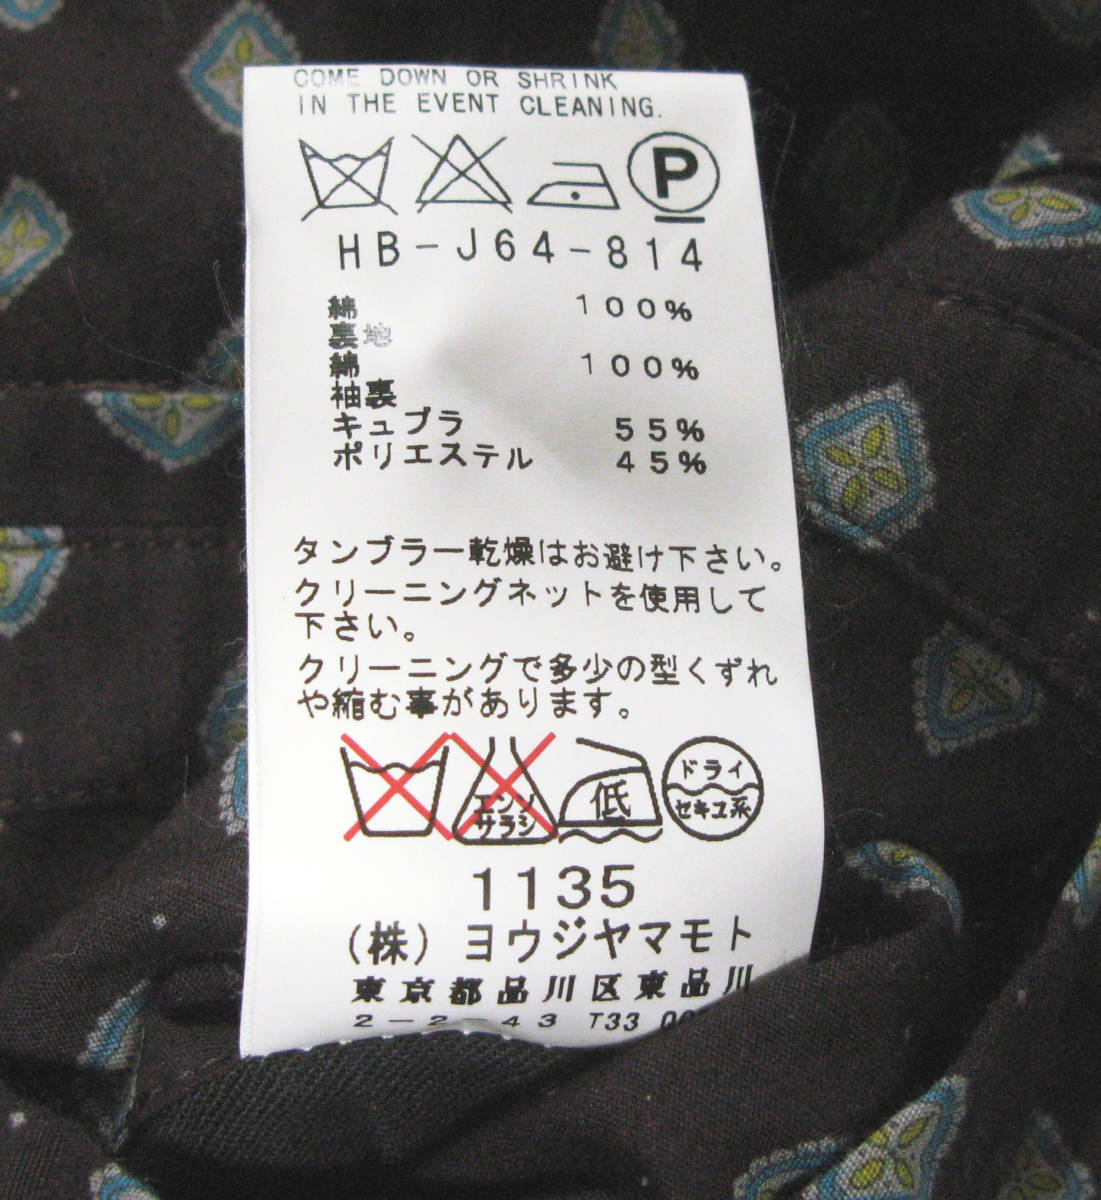 COME DOWN OR SHRINK
IN THE EVENT CLEANING.
P
HB-J64-814
綿 100%
裏地
綿 100%
袖裏
キュプラ 55%
ポリエステル 45%
タンブラー乾燥はお避け下さい。
クリーニングネットを使用して
下さい。
クリーニングで多少の型くずれ
や縮む事があります。
エンソ
サラシ
低
ドライ
セキユ系
1135
(株) ヨウジヤマモト
東京都品川区東品川
2-2-43 T33